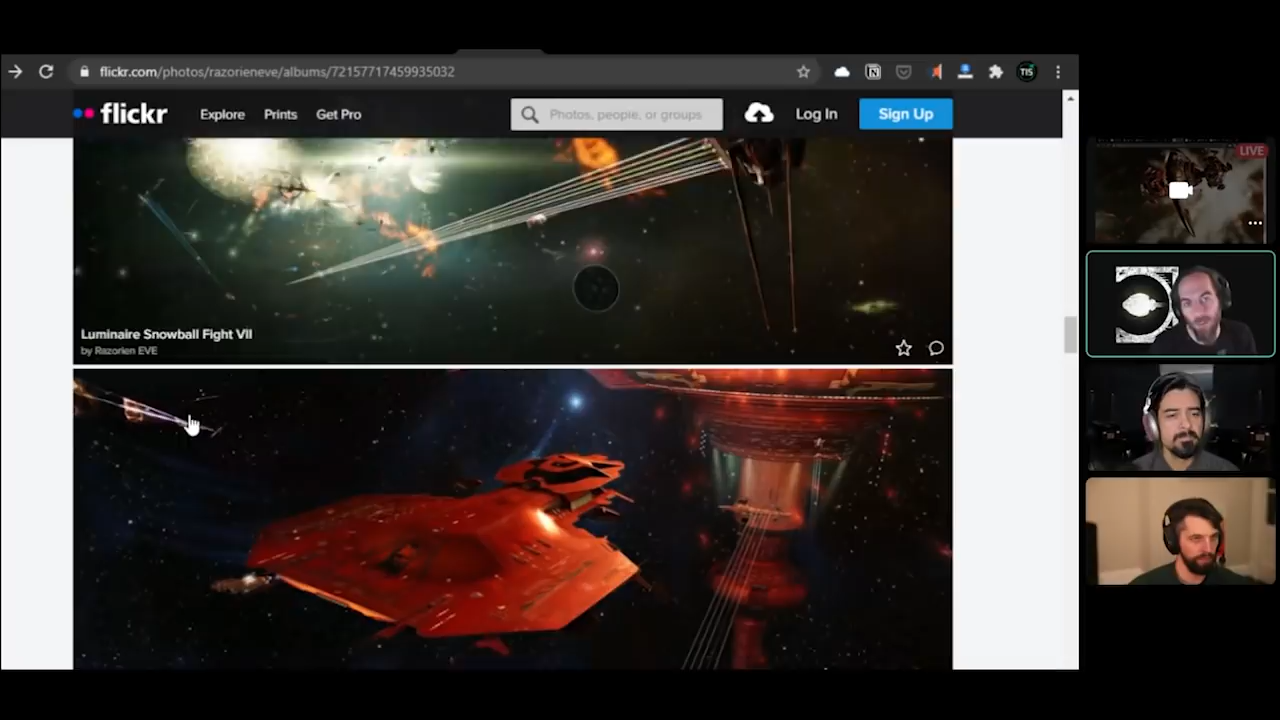 flickr.com/photos/razorieneve/albums/72157717459935032
TIS
flickr
Explore
Prints
Get Pro
Photos, people, or groups
Log In
Sign Up
LIVE
Luminaire Snowball Fight VII
by Razorien EVE